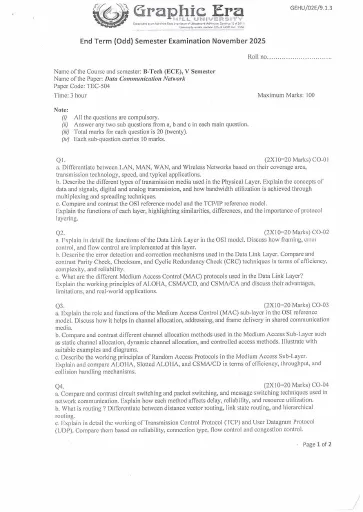 GEHU/02E/9.1.3
Graphic Era
HILL UNIVERSITY
End Term (Odd) Semester Examination November 2025
Roll no.................................
Name of the Course and semester: B-Tech (ECE), V Semester
Name of the Paper: Data Communication Network
Paper Code: TEC-504
Time: 3 hour Maximum Marks: 100
Note:
(i) All the questions are compulsory.
(ii) Answer any two sub questions from a, b and c in each main question.
(iii) Total marks for each question is 20 (twenty).
(iv) Each sub-question carries 10 marks.
Q1. (2X10=20 Marks) CO-01
a. Differentiate between LAN, MAN, WAN, and Wireless Networks based on their coverage area,
transmission technology, speed, and typical applications.
b. Describe the different types of transmission media used in the Physical Layer. Explain the concepts of
data and signals, digital and analog transmission, and how bandwidth utilization is achieved through
multiplexing and spreading techniques.
c. Compare and contrast the OSI reference model and the TCP/IP reference model.
Explain the functions of each layer, highlighting similarities, differences, and the importance of protocol
layering.
Q2. (2X10=20 Marks) CO-02
a. Explain in detail the functions of the Data Link Layer in the OSI model. Discuss how framing, error
control, and flow control are implemented at this layer.
b. Describe the error detection and correction mechanisms used in the Data Link Layer. Compare and
contrast Parity Check, Checksum, and Cyclic Redundancy Check (CRC) techniques in terms of efficiency,
complexity, and reliability.
c. What are the different Medium Access Control (MAC) protocols used in the Data Link Layer?
Explain the working principles of ALOHA, CSMA/CD, and CSMA/CA and discuss their advantages,
limitations, and real-world applications.
Q3. (2X10=20 Marks) CO-03
a. Explain the role and functions of the Medium Access Control (MAC) sub-layer in the OSI reference
model. Discuss how it helps in channel allocation, addressing, and frame delivery in shared communication
media.
b. Compare and contrast different channel allocation methods used in the Medium Access Sub-Layer such
as static channel allocation, dynamic channel allocation, and controlled access methods. Illustrate with
suitable examples and diagrams.
c. Describe the working principles of Random Access Protocols in the Medium Access Sub-Layer.
Explain and compare ALOHA, Slotted ALOHA, and CSMA/CD in terms of efficiency, throughput, and
collision handling mechanisms.
Q4. (2X10=20 Marks) CO-04
a. Compare and contrast circuit switching and packet switching, and message switching techniques used in
network communication. Explain how each method affects delay, reliability, and resource utilization.
b. What is routing ? Differentiate between distance vector routing, link state routing, and hierarchical
routing.
c. Explain in detail the working of Transmission Control Protocol (TCP) and User Datagram Protocol
(UDP). Compare them based on reliability, connection type, flow control and congestion control.
Page 1 of 2